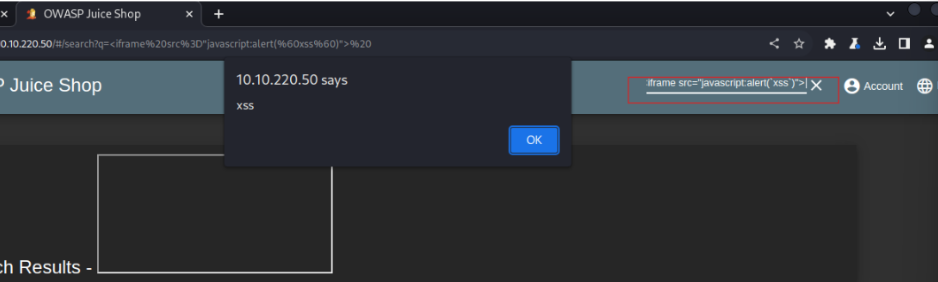 OWASP Juice Shop
0.10.220.50/#/search?q=<iframe%20src%3D"javascript:alert(%60xss%60)">%20
P Juice Shop
10.10.220.50 says
xss
OK
iframe src="javascript:alert(`xss`)">
Account
ch Results -